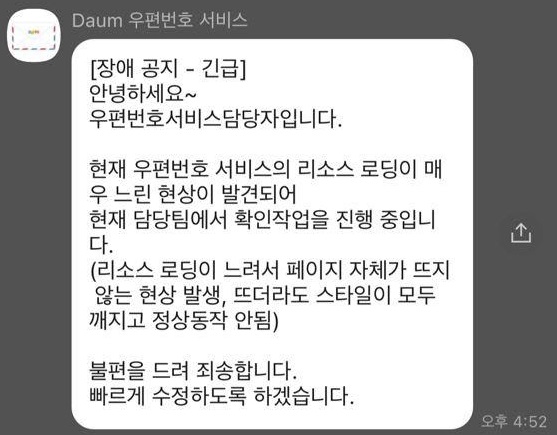 Daum 우편번호 서비스
[장애 공지 - 긴급]
안녕하세요~
우편번호서비스담당자입니다.
현재 우편번호 서비스의 리소스 로딩이 매
우 느린 현상이 발견되어
현재 담당팀에서 확인작업을 진행 중입니
다.
(리소스 로딩이 느려서 페이지 자체가 뜨지
않는 현상 발생, 뜨더라도 스타일이 모두
깨지고 정상동작 안됨)
불편을 드려 죄송합니다.
빠르게 수정하도록 하겠습니다.
오후 4:52